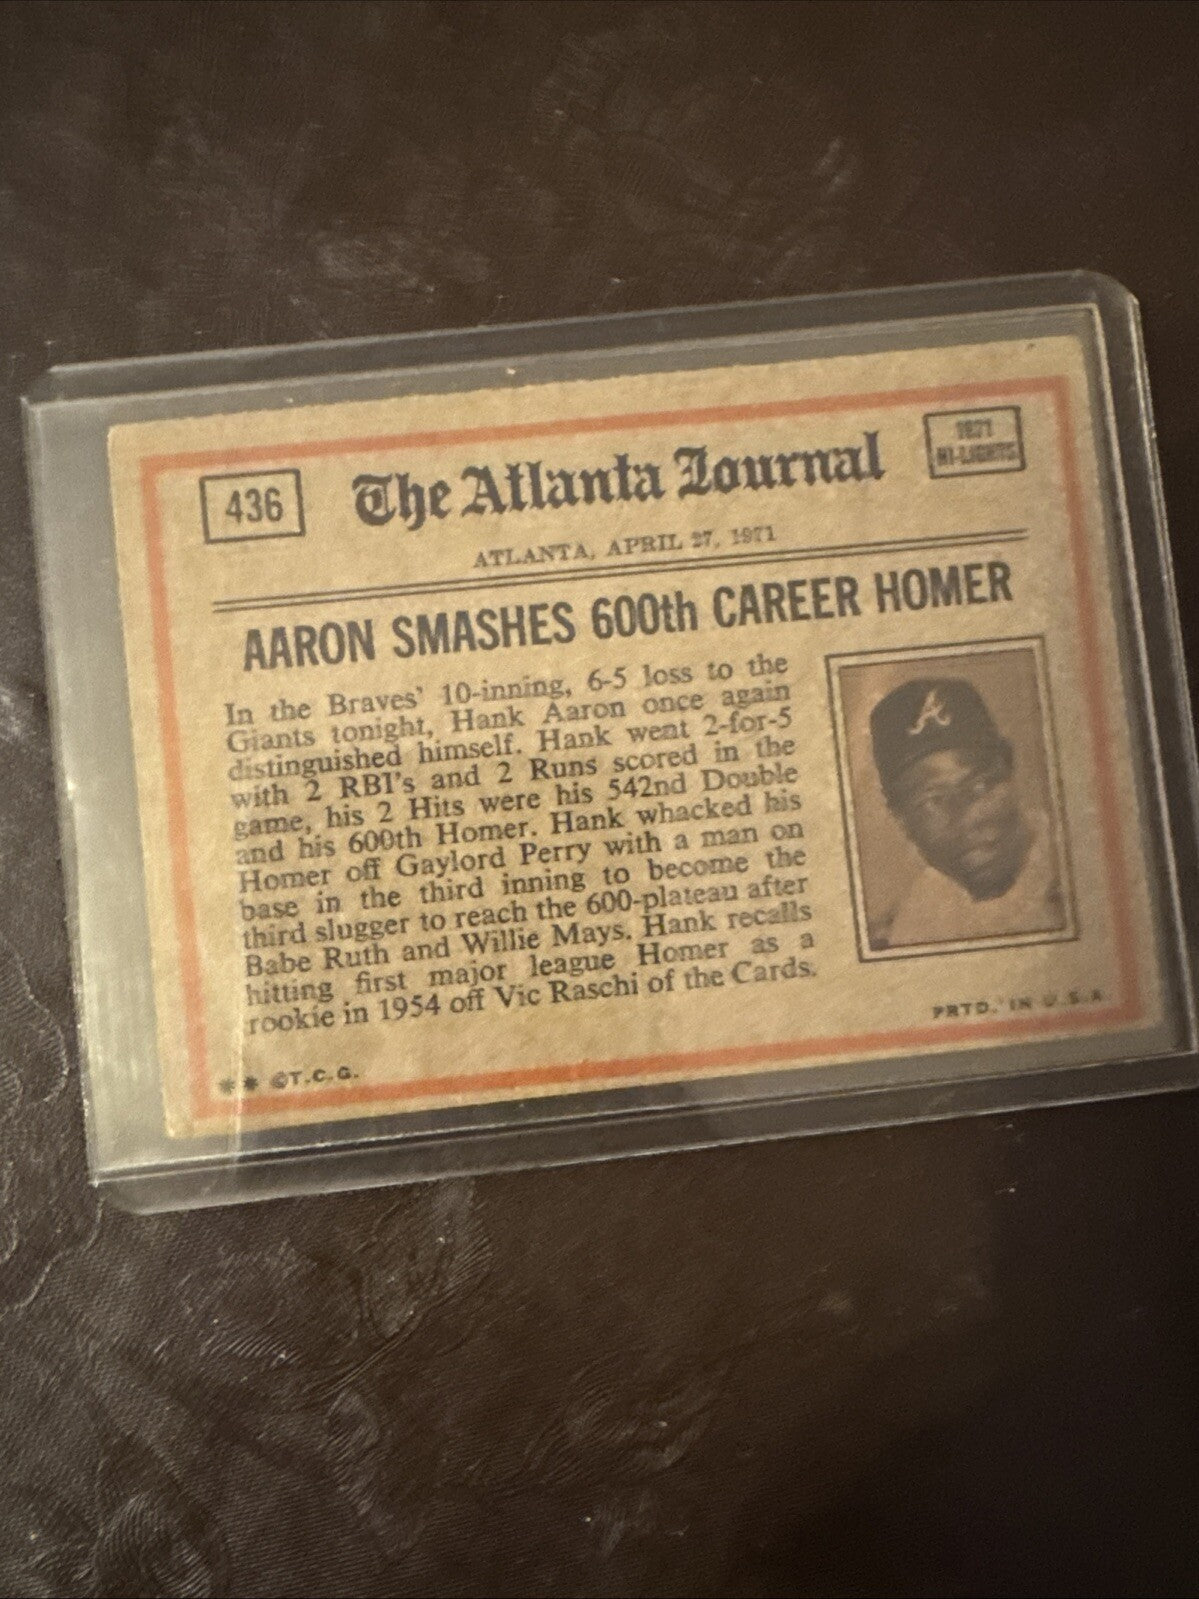 436
The Atlanta Journal
1971
HI-LIGHTS
ATLANTA, APRIL 27, 1971
AARON SMASHES 600th CAREER HOMER
In the Braves' 10-inning, 6-5 loss to the
Giants tonight, Hank Aaron once again
distinguished himself. Hank went 2-for-5
with 2 RBI's and 2 Runs scored in the
game, his 2 Hits were his 542nd Double
and his 600th Homer. Hank whacked his
Homer off Gaylord Perry with a man on
base in the third inning to become the
third slugger to reach the 600-plateau after
Babe Ruth and Willie Mays. Hank recalls
hitting first major league Homer as a
rookie in 1954 off Vic Raschi of the Cards.
A
** ©T.C.G.
PRTD. IN U.S.A.